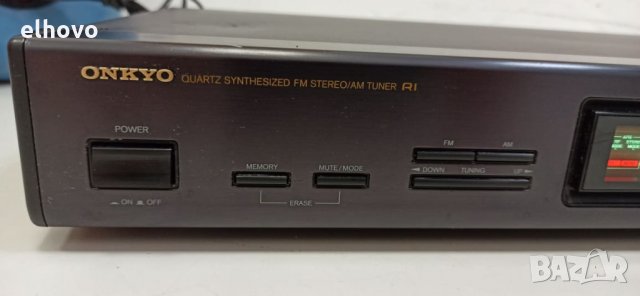 elhovo
ONKYO QUARTZ SYNTHESIZED FM STEREO/AM TUNER RI
POWER
ON OFF
MEMORY MUTE/MODE
ERASE
FM AM
DOWN TUNING UP
BAZAR